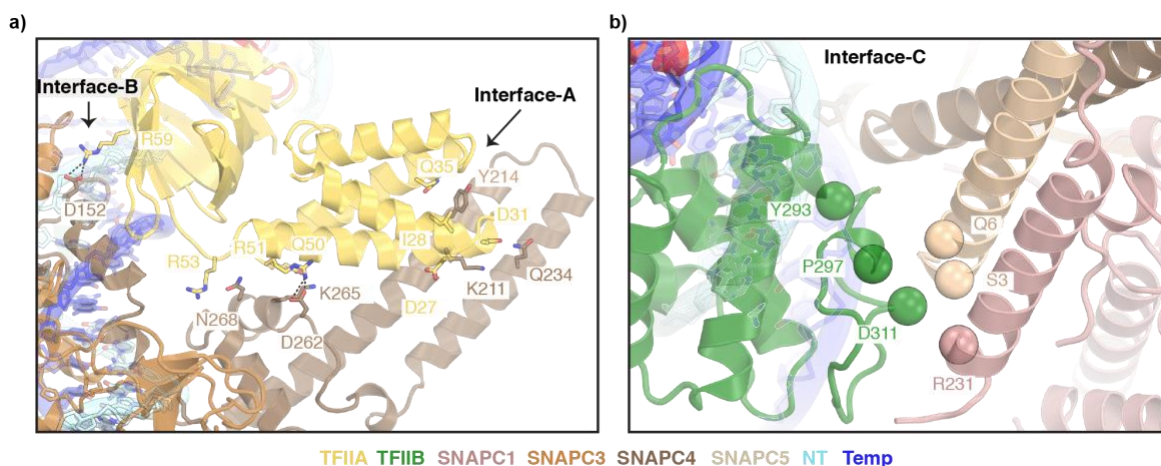 a)
b)
Interface-B
Interface-A
Interface-C
R59
Q35
Y214
D152
D31
R51
Q50
I28
R53
Q234
K265
K211
N268
D27
D262
Y293
Q6
P297
S3
D311
R231
TFIIA TFIIB SNAPC1 SNAPC3 SNAPC4 SNAPC5 NT Temp